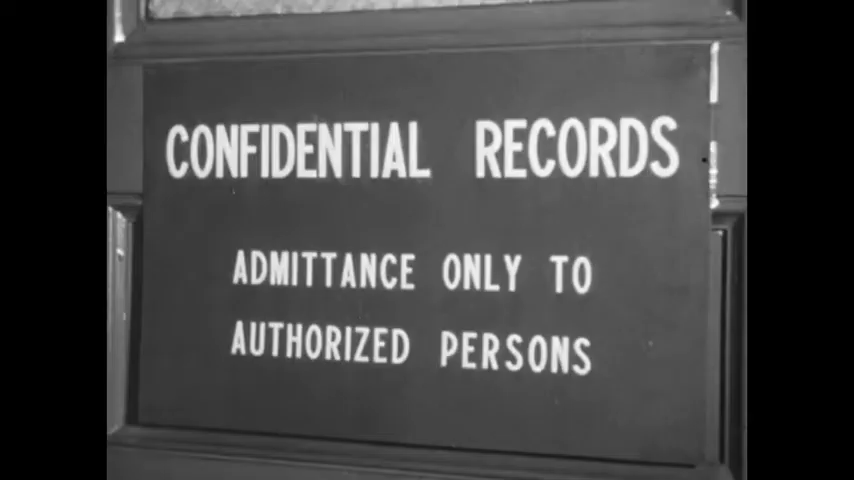 CONFIDENTIAL RECORDS
ADMITTANCE ONLY TO
AUTHORIZED PERSONS